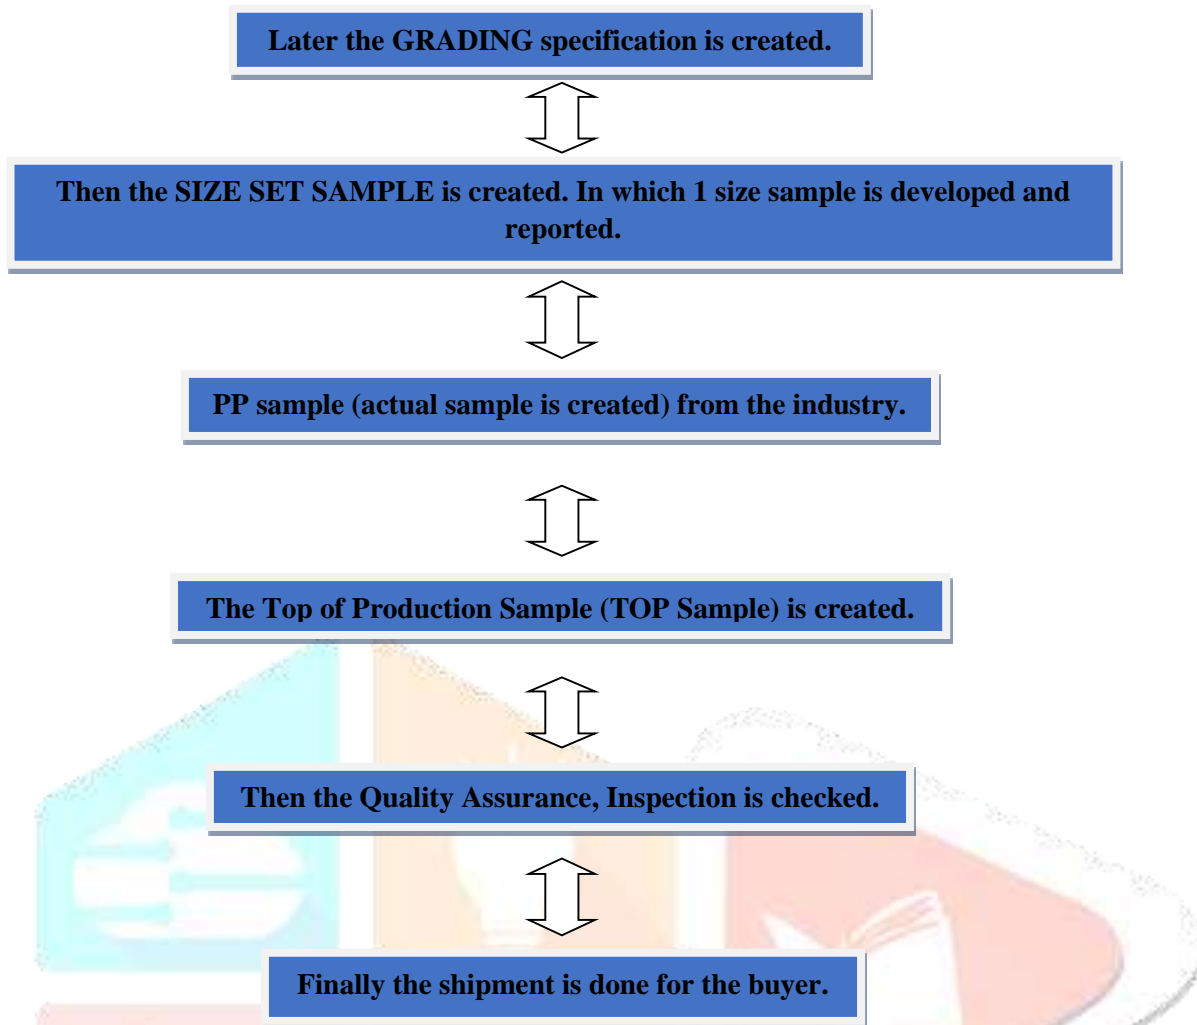 Later the GRADING specification is created.
Then the SIZE SET SAMPLE is created. In which 1 size sample is developed and
reported.
PP sample (actual sample is created) from the industry.
The Top of Production Sample (TOP Sample) is created.
Then the Quality Assurance, Inspection is checked.
Finally the shipment is done for the buyer.